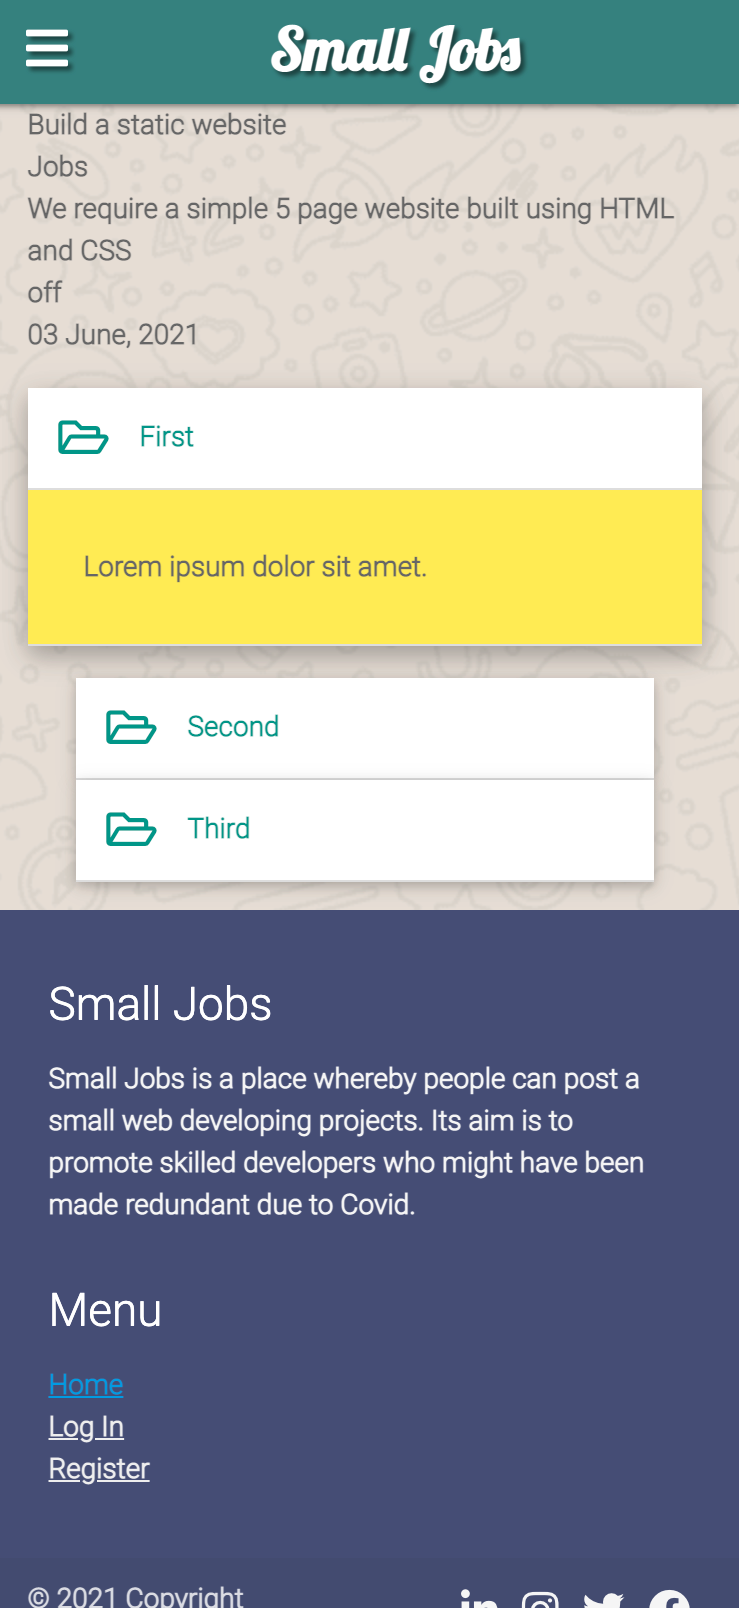 Small Jobs
Build a static website
Jobs
We require a simple 5 page website built using HTML
and CSS
off
03 June, 2021
First
Lorem ipsum dolor sit amet.
Second
Third
Small Jobs
Small Jobs is a place whereby people can post a
small web developing projects. Its aim is to
promote skilled developers who might have been
made redundant due to Covid.
Menu
Home
Log In
Register
© 2021 Copyright